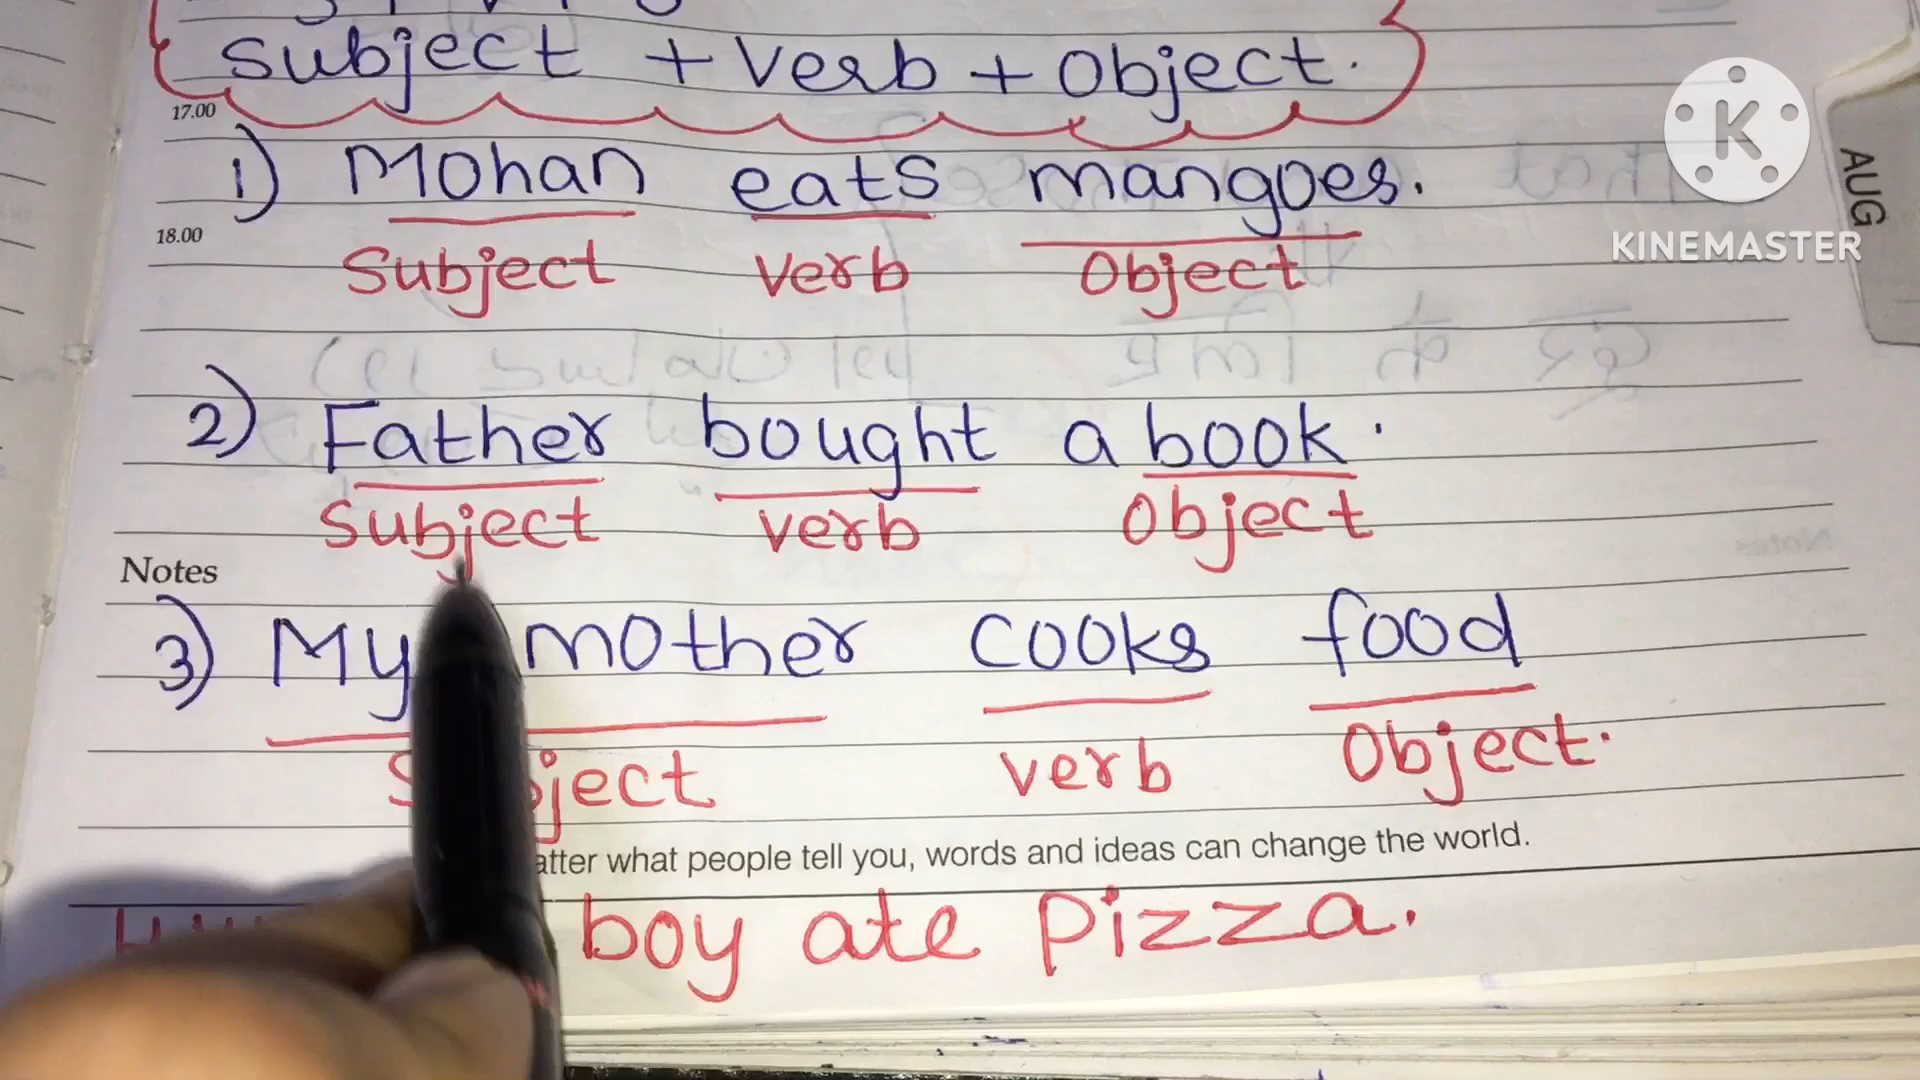 Subject + Verb + Object.
17.00
1) Mohan eats mangoes.
18.00
Subject verb Object
2) Father bought a book.
Subject verb Object
Notes
3) My mother cooks food
Subject verb Object.
atter what people tell you, words and ideas can change the world.
boy ate pizza.
AUG
KINEMASTER